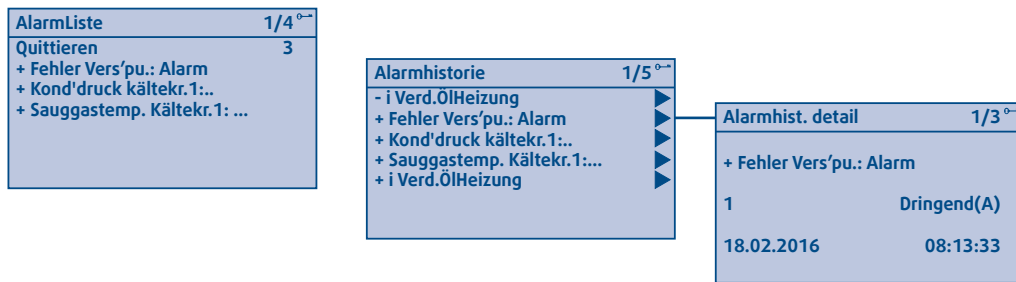 AlarmListe 1/4
Quittieren 3
+ Fehler Vers'pu.: Alarm
+ Kond'druck kältekr.1:..
+ Sauggastemp. Kältekr.1: ...
Alarmhistorie 1/5
- i Verd.ÖlHeizung
+ Fehler Vers'pu.: Alarm
+ Kond'druck kältekr.1:..
+ Sauggastemp. Kältekr.1:...
+ i Verd.ÖlHeizung
Alarmhist. detail 1/3
+ Fehler Vers'pu.: Alarm
1 Dringend(A)
18.02.2016 08:13:33